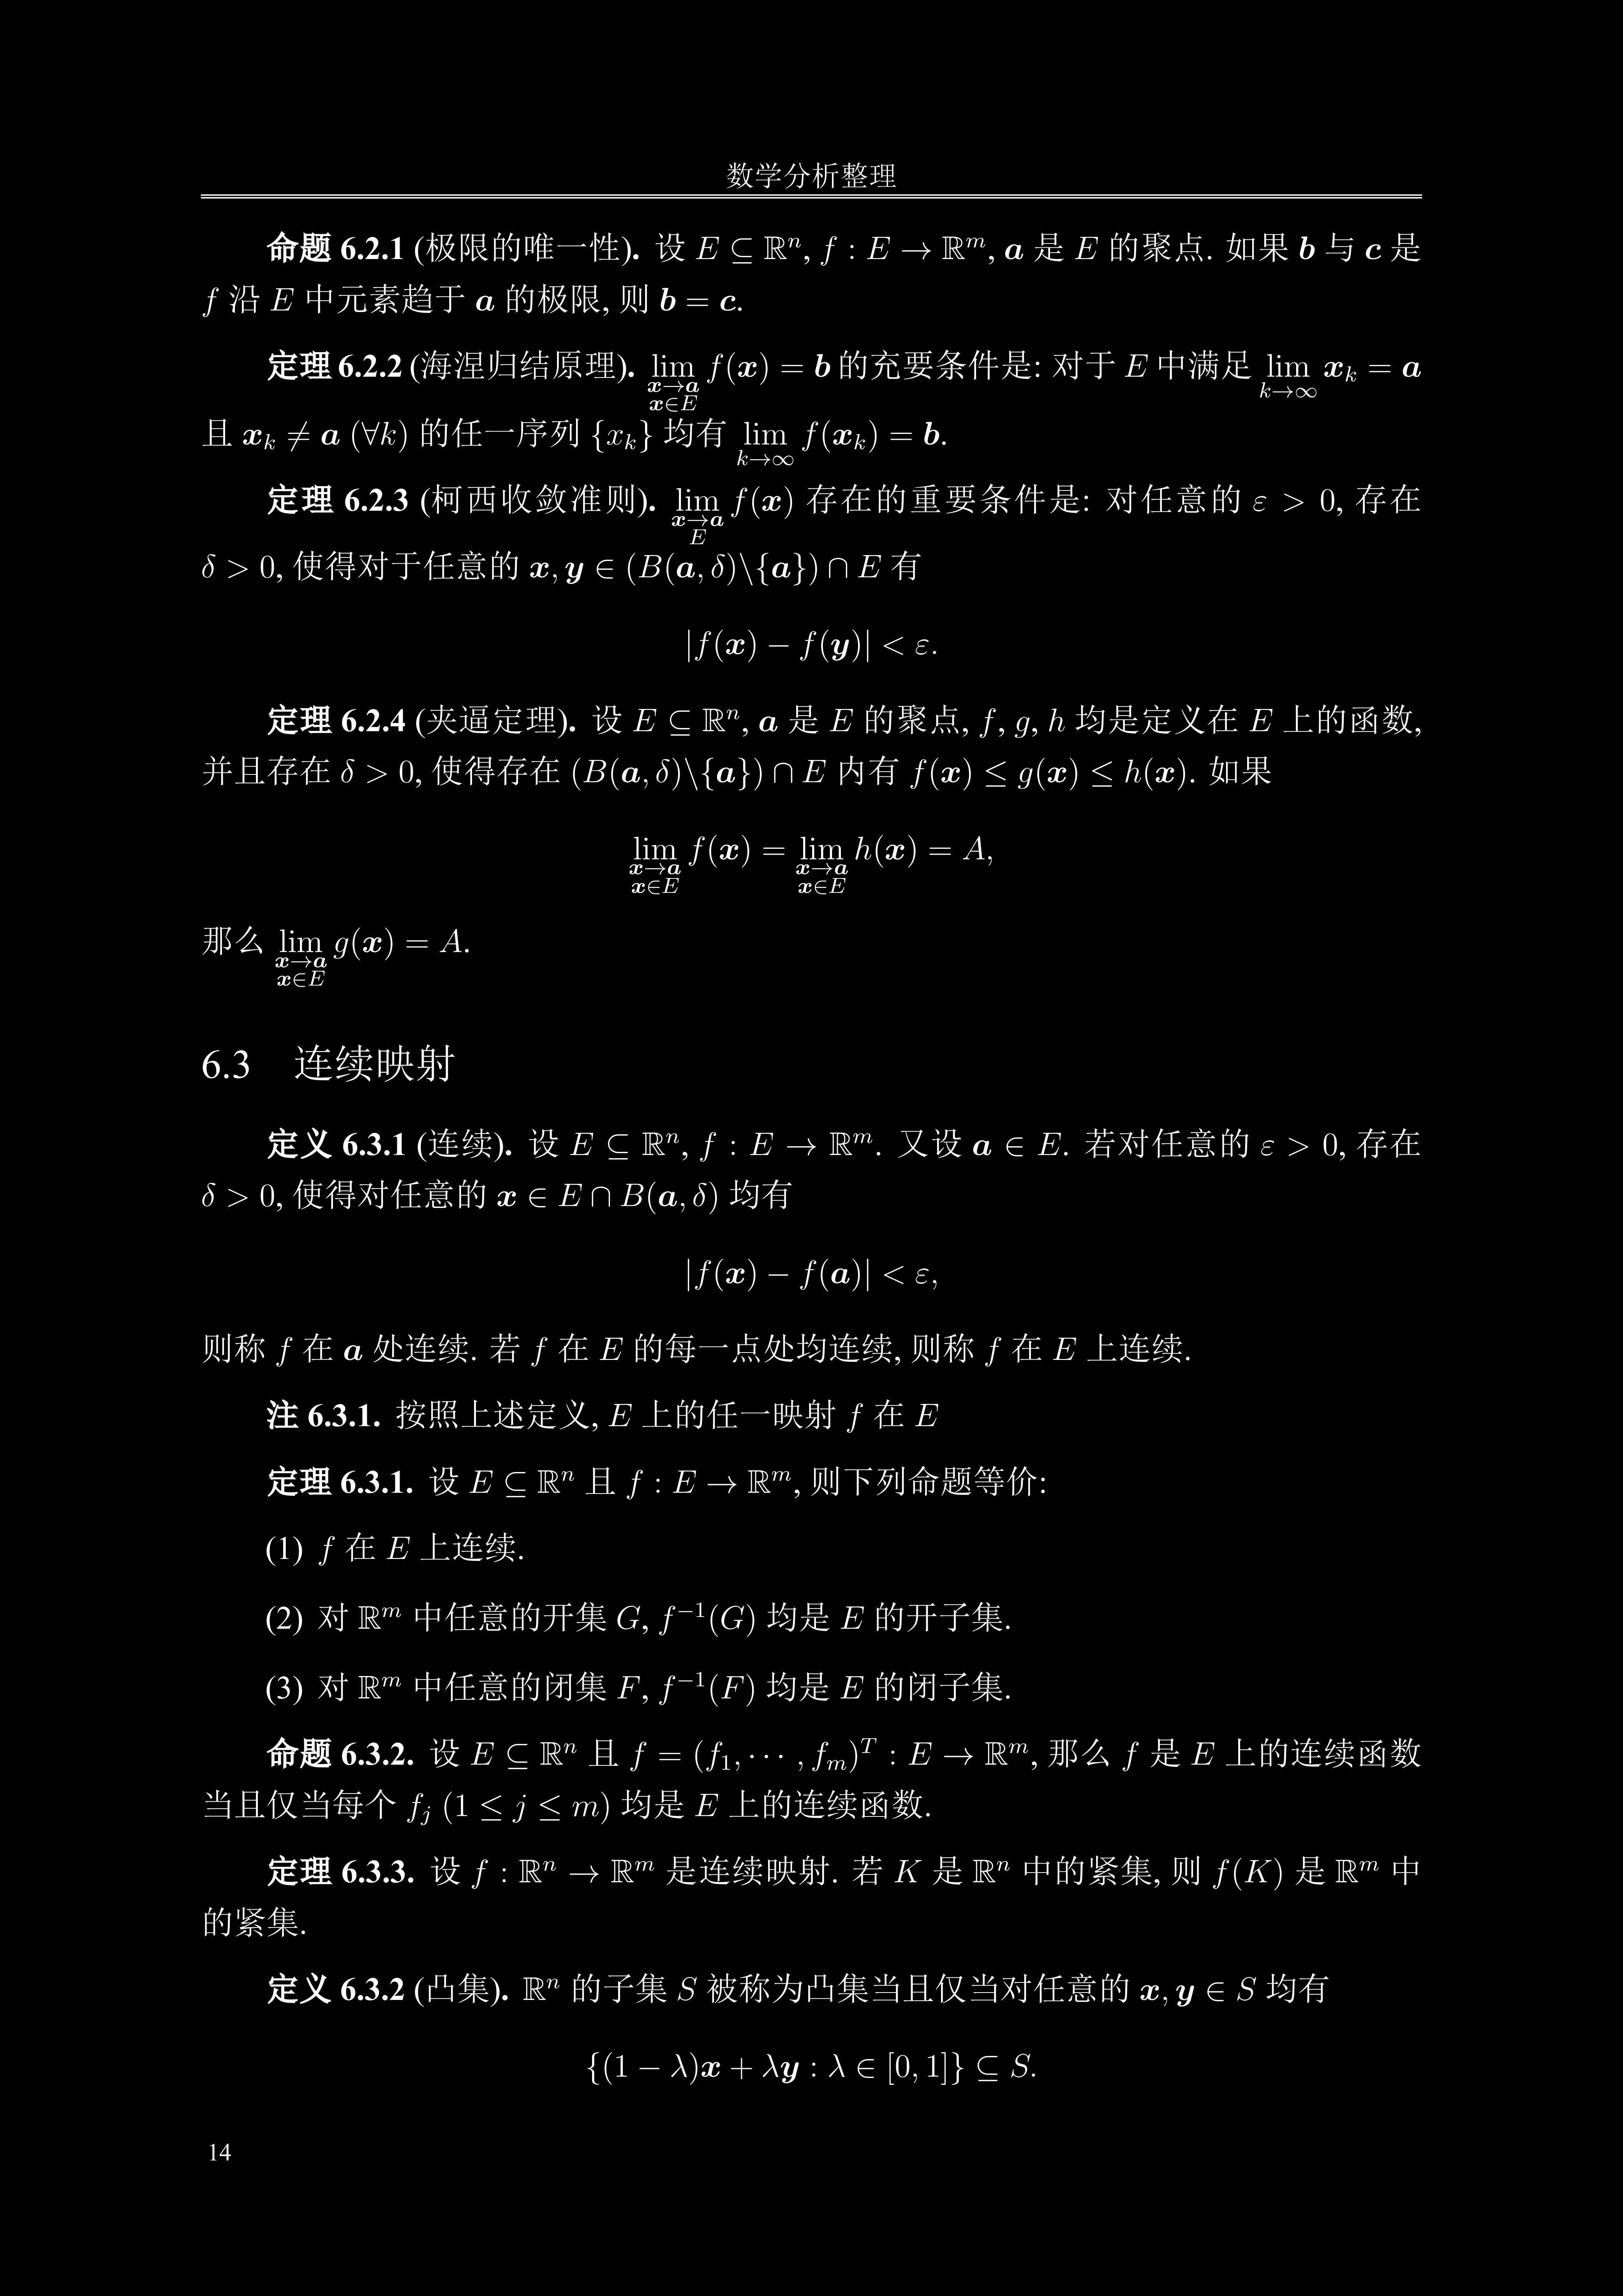 数学分析整理
命题 6.2.1 (极限的唯一性). 设 $E \subseteq \mathbb{R}^n$, $f : E \to \mathbb{R}^m$, $\boldsymbol{a}$ 是 $E$ 的聚点. 如果 $\boldsymbol{b}$ 与 $\boldsymbol{c}$ 是
$f$ 沿 $E$ 中元素趋于 $\boldsymbol{a}$ 的极限, 则 $\boldsymbol{b} = \boldsymbol{c}$.
定理 6.2.2 (海涅归结原理). $\lim\limits_{\substack{\boldsymbol{x}\to\boldsymbol{a}\\ \boldsymbol{x}\in E}} f(\boldsymbol{x}) = \boldsymbol{b}$ 的充要条件是: 对于 $E$ 中满足 $\lim\limits_{k\to\infty} \boldsymbol{x}_k = \boldsymbol{a}$
且 $\boldsymbol{x}_k \neq \boldsymbol{a}$ $(\forall k)$ 的任一序列 $\{x_k\}$ 均有 $\lim\limits_{k\to\infty} f(\boldsymbol{x}_k) = \boldsymbol{b}$.
定理 6.2.3 (柯西收敛准则). $\lim\limits_{\substack{\boldsymbol{x}\to\boldsymbol{a}\\ E}} f(\boldsymbol{x})$ 存在的重要条件是: 对任意的 $\varepsilon > 0$, 存在
$\delta > 0$, 使得对于任意的 $\boldsymbol{x}, \boldsymbol{y} \in (B(\boldsymbol{a}, \delta) \backslash \{\boldsymbol{a}\}) \cap E$ 有
$|f(\boldsymbol{x}) - f(\boldsymbol{y})| < \varepsilon.$
定理 6.2.4 (夹逼定理). 设 $E \subseteq \mathbb{R}^n$, $\boldsymbol{a}$ 是 $E$ 的聚点, $f, g, h$ 均是定义在 $E$ 上的函数,
并且存在 $\delta > 0$, 使得存在 $(B(\boldsymbol{a}, \delta) \backslash \{\boldsymbol{a}\}) \cap E$ 内有 $f(\boldsymbol{x}) \leq g(\boldsymbol{x}) \leq h(\boldsymbol{x})$. 如果
$\lim\limits_{\substack{\boldsymbol{x}\to\boldsymbol{a}\\ \boldsymbol{x}\in E}} f(\boldsymbol{x}) = \lim\limits_{\substack{\boldsymbol{x}\to\boldsymbol{a}\\ \boldsymbol{x}\in E}} h(\boldsymbol{x}) = A,$
那么 $\lim\limits_{\substack{\boldsymbol{x}\to\boldsymbol{a}\\ \boldsymbol{x}\in E}} g(\boldsymbol{x}) = A$.
6.3 连续映射
定义 6.3.1 (连续). 设 $E \subseteq \mathbb{R}^n$, $f : E \to \mathbb{R}^m$. 又设 $\boldsymbol{a} \in E$. 若对任意的 $\varepsilon > 0$, 存在
$\delta > 0$, 使得对任意的 $\boldsymbol{x} \in E \cap B(\boldsymbol{a}, \delta)$ 均有
$|f(\boldsymbol{x}) - f(\boldsymbol{a})| < \varepsilon,$
则称 $f$ 在 $\boldsymbol{a}$ 处连续. 若 $f$ 在 $E$ 的每一点处均连续, 则称 $f$ 在 $E$ 上连续.
注 6.3.1. 按照上述定义, $E$ 上的任一映射 $f$ 在 $E$
定理 6.3.1. 设 $E \subseteq \mathbb{R}^n$ 且 $f : E \to \mathbb{R}^m$, 则下列命题等价:
(1) $f$ 在 $E$ 上连续.
(2) 对 $\mathbb{R}^m$ 中任意的开集 $G$, $f^{-1}(G)$ 均是 $E$ 的开子集.
(3) 对 $\mathbb{R}^m$ 中任意的闭集 $F$, $f^{-1}(F)$ 均是 $E$ 的闭子集.
命题 6.3.2. 设 $E \subseteq \mathbb{R}^n$ 且 $f = (f_1, \cdots, f_m)^T : E \to \mathbb{R}^m$, 那么 $f$ 是 $E$ 上的连续函数
当且仅当每个 $f_j$ $(1 \leq j \leq m)$ 均是 $E$ 上的连续函数.
定理 6.3.3. 设 $f : \mathbb{R}^n \to \mathbb{R}^m$ 是连续映射. 若 $K$ 是 $\mathbb{R}^n$ 中的紧集, 则 $f(K)$ 是 $\mathbb{R}^m$ 中
的紧集.
定义 6.3.2 (凸集). $\mathbb{R}^n$ 的子集 $S$ 被称为凸集当且仅当对任意的 $\boldsymbol{x}, \boldsymbol{y} \in S$ 均有
$\{(1 - \lambda)\boldsymbol{x} + \lambda\boldsymbol{y} : \lambda \in [0, 1]\} \subseteq S.$
14